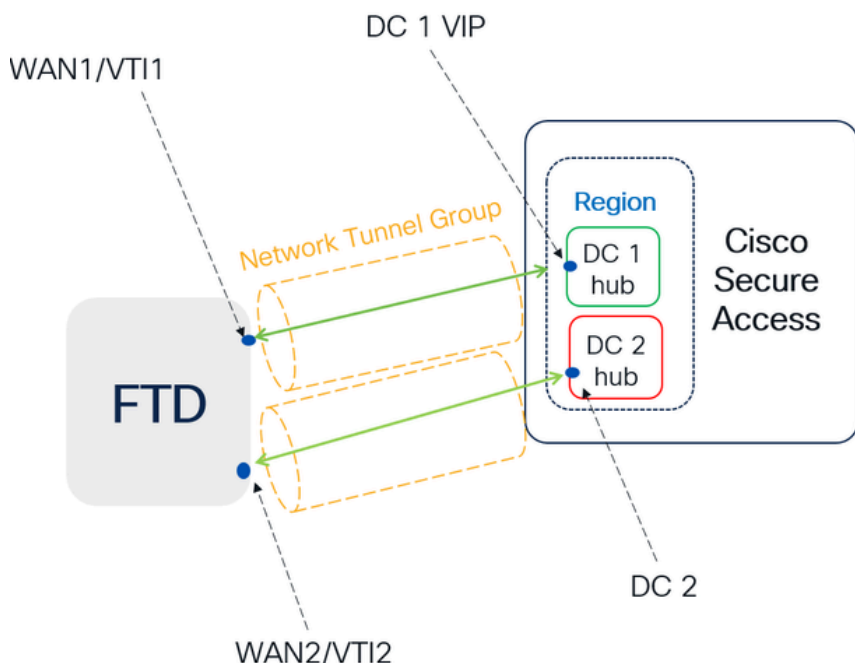 DC 1 VIP
WAN1/VTI1
Network Tunnel Group
Region
DC 1
hub
Cisco
Secure
Access
DC 2
hub
FTD
DC 2
WAN2/VTI2